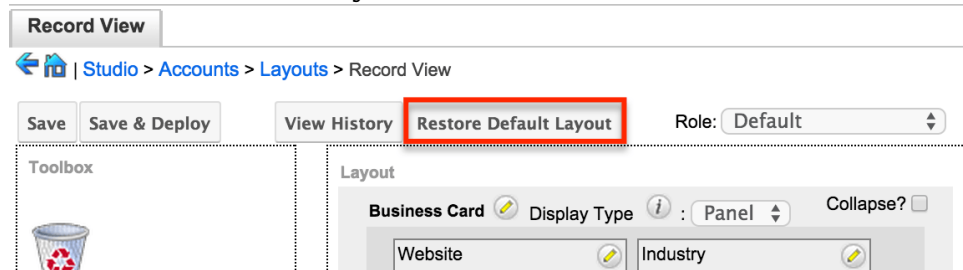 Record View
| Studio > Accounts > Layouts > Record View
Save Save & Deploy View History Restore Default Layout Role: Default
Toolbox
Layout
Business Card Display Type i : Panel Collapse?
Website Industry